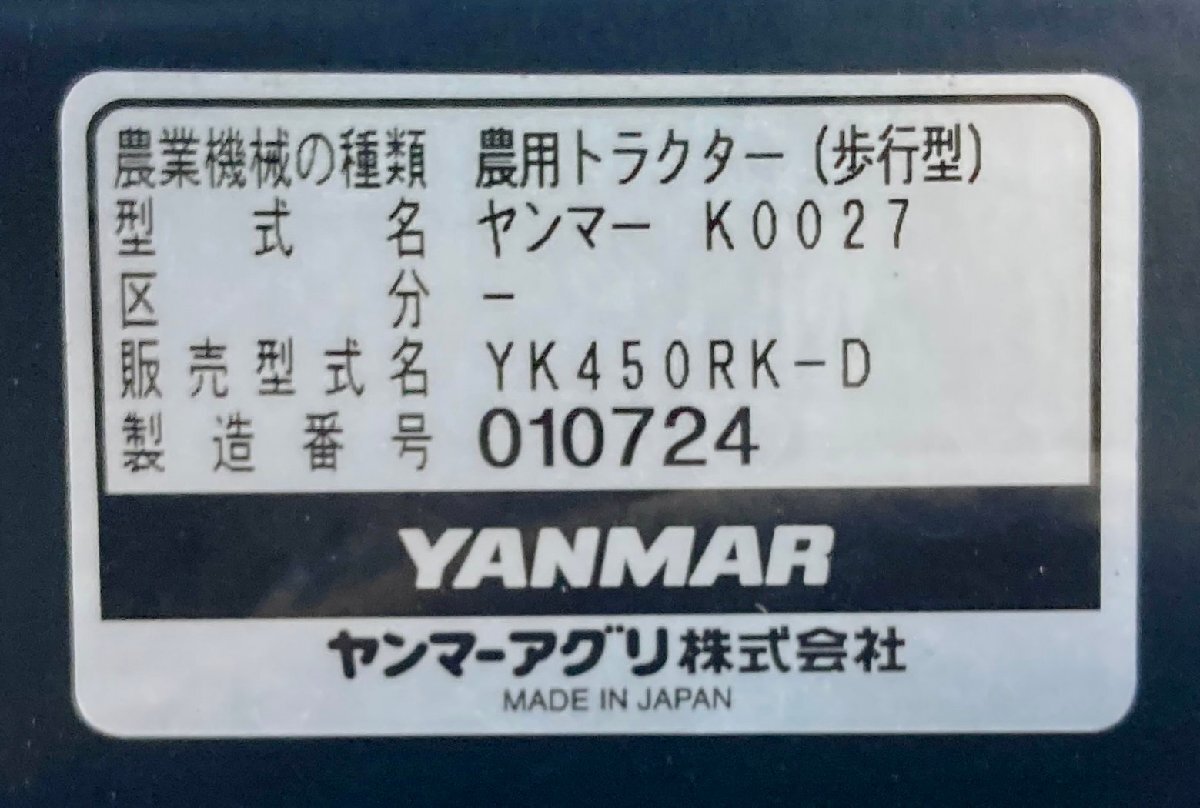 農業機械の種類 農用トラクター(歩行型)
型式名 ヤンマー K0027
区分 -
販売型式名 YK450RK-D
製造番号 010724
YANMAR
ヤンマーアグリ株式会社
MADE IN JAPAN